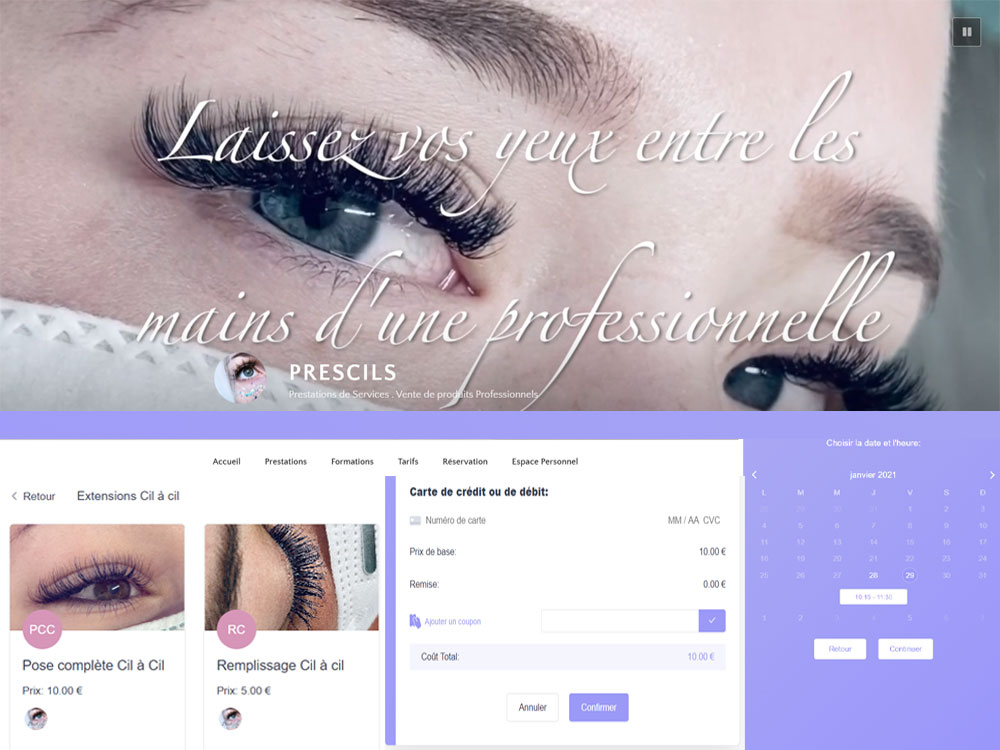 Laissez vos yeux entre les
mains d'une professionnelle
PRESCILS
Prestations de Services . Vente de produits Professionnels
Accueil Prestations Formations Tarifs Réservation Espace Personnel
Retour Extensions Cil à cil
PCC
Pose complète Cil à Cil
Prix: 10.00 €
RC
Remplissage Cil à cil
Prix: 5.00 €
Carte de crédit ou de débit:
Numéro de carte MM / AA CVC
Prix de base: 10.00 €
Remise: 0.00 €
Ajouter un coupon
Coût Total: 10.00 €
Annuler Confirmer
Choisir la date et l'heure:
janvier 2021
L M M J V S D
28 29 30 31 1 2 3
4 5 6 7 8 9 10
11 12 13 14 15 16 17
18 19 20 21 22 23 24
25 26 27 28 29 30 31
10:15 - 11:30
1 2 3 4 5 6 7
Retour Continuer